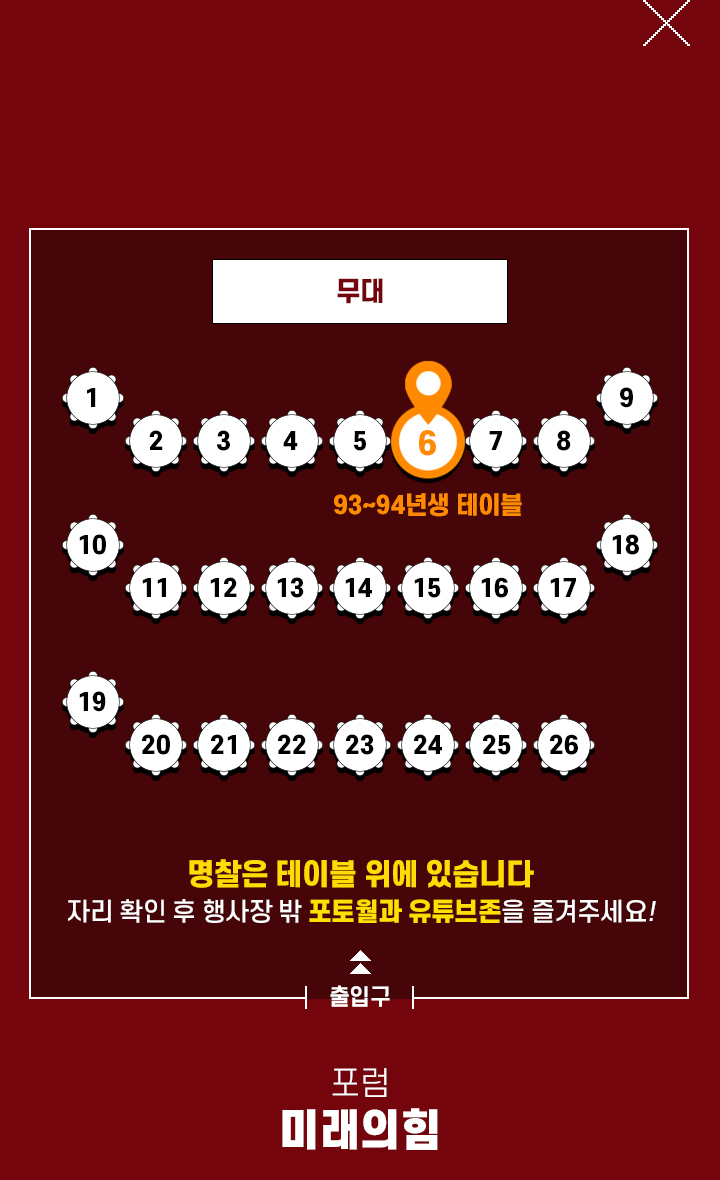 무대
1
9
2 3 4 5 6 7 8
93~94년생 테이블
10
18
11 12 13 14 15 16 17
19
20 21 22 23 24 25 26
명찰은 테이블 위에 있습니다
자리 확인 후 행사장 밖 포토월과 유튜브존을 즐겨주세요!
출입구
포럼
미래의힘